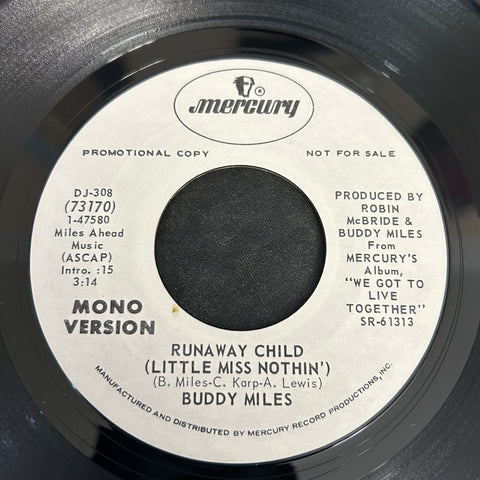 mercury ®
PROMOTIONAL COPY
NOT FOR SALE
DJ-308
(73170)
1-47580
Miles Ahead
Music
(ASCAP)
Intro. :15
3:14
MONO
VERSION
PRODUCED BY
ROBIN
McBRIDE &
BUDDY MILES
From
MERCURY'S
Album,
"WE GOT TO
LIVE
TOGETHER"
SR-61313
RUNAWAY CHILD
(LITTLE MISS NOTHIN')
(B. Miles-C. Karp-A. Lewis)
BUDDY MILES
MANUFACTURED AND DISTRIBUTED BY MERCURY RECORD PRODUCTIONS, INC.